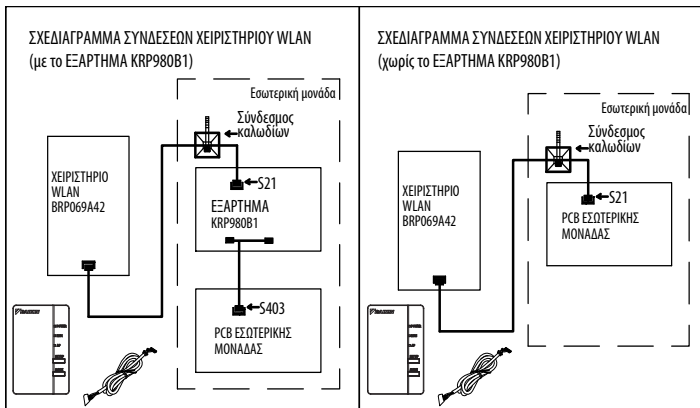 ΣΧΕΔΙΑΓΡΑΜΜΑ ΣΥΝΔΕΣΕΩΝ ΧΕΙΡΙΣΤΗΡΙΟΥ WLAN
(με το ΕΞΑΡΤΗΜΑ KRP980B1)
Εσωτερική μονάδα
Σύνδεσμος
καλωδίων
ΧΕΙΡΙΣΤΗΡΙΟ
WLAN
BRP069A42
S21
ΕΞΑΡΤΗΜΑ
KRP980B1
S403
PCB ΕΣΩΤΕΡΙΚΗΣ
ΜΟΝΑΔΑΣ
DAIKIN
ΣΧΕΔΙΑΓΡΑΜΜΑ ΣΥΝΔΕΣΕΩΝ ΧΕΙΡΙΣΤΗΡΙΟΥ WLAN
(χωρίς το ΕΞΑΡΤΗΜΑ KRP980B1)
Εσωτερική μονάδα
Σύνδεσμος
καλωδίων
ΧΕΙΡΙΣΤΗΡΙΟ
WLAN
BRP069A42
S21
PCB ΕΣΩΤΕΡΙΚΗΣ
ΜΟΝΑΔΑΣ
DAIKIN